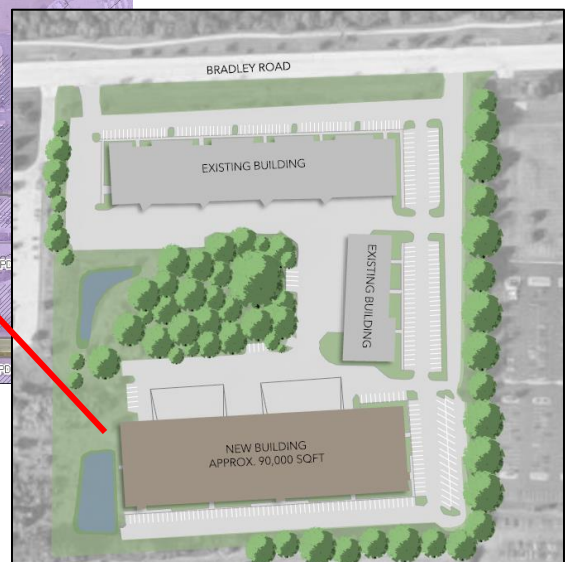 BRADLEY ROAD
EXISTING BUILDING
EXISTING BUILDING
NEW BUILDING
APPROX. 90,000 SQFT